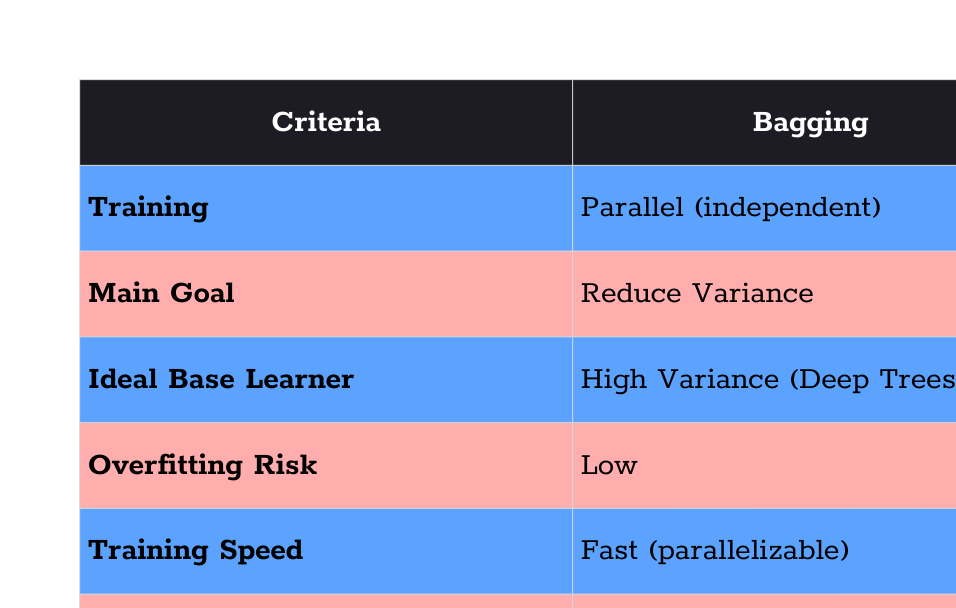 Criteria Bagging
Training Parallel (independent)
Main Goal Reduce Variance
Ideal Base Learner High Variance (Deep Trees
Overfitting Risk Low
Training Speed Fast (parallelizable)